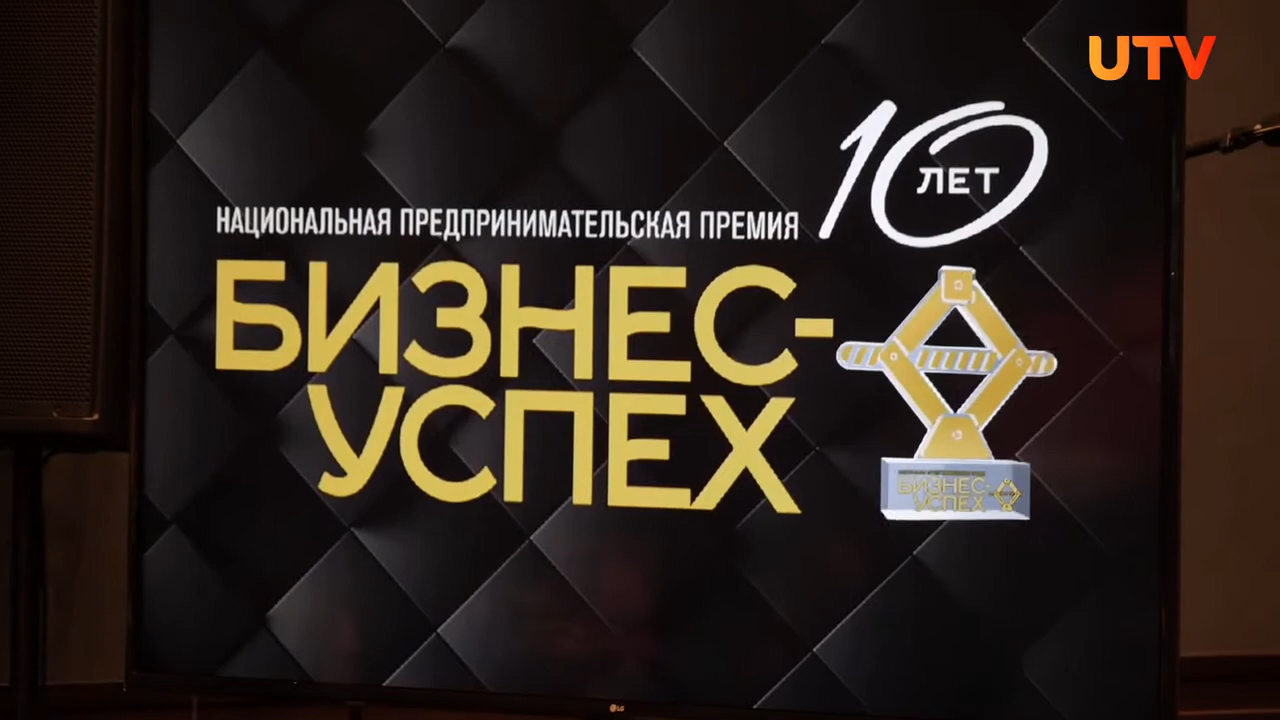 UTV
10
ЛЕТ
НАЦИОНАЛЬНАЯ ПРЕДПРИНИМАТЕЛЬСКАЯ ПРЕМИЯ
БИЗНЕС-
УСПЕХ
БИЗНЕС-
УСПЕХ
LG